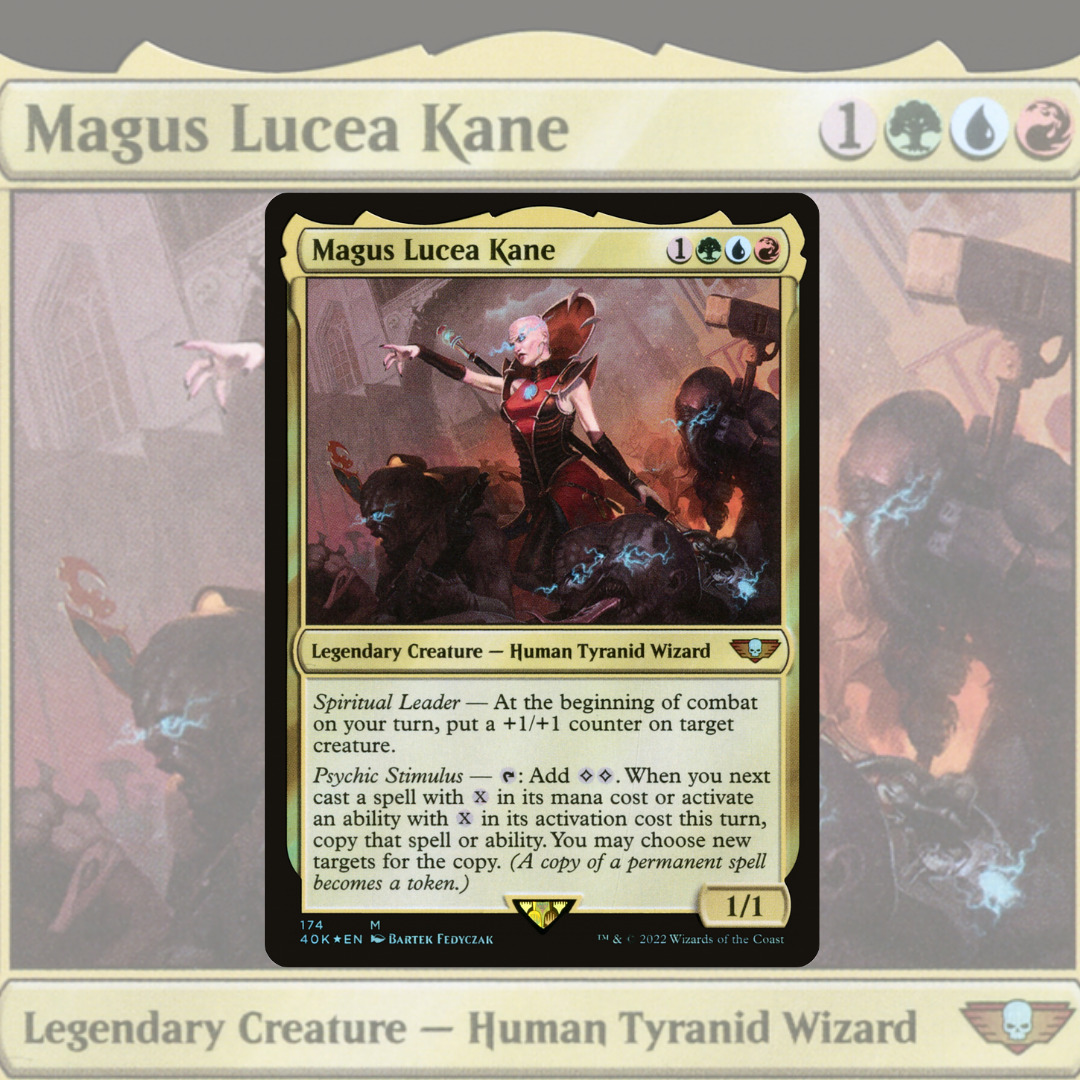 Magus Lucea Kane 1
Magus Lucea Kane 1
Legendary Creature — Human Tyranid Wizard
Spiritual Leader — At the beginning of combat
on your turn, put a +1/+1 counter on target
creature.
Psychic Stimulus — : Add . When you next
cast a spell with X in its mana cost or activate
an ability with X in its activation cost this turn,
copy that spell or ability. You may choose new
targets for the copy. (A copy of a permanent spell
becomes a token.)
1/1
174 M
40K★EN Bartek Fedyczak
™ & © 2022 Wizards of the Coast
Legendary Creature — Human Tyranid Wizard